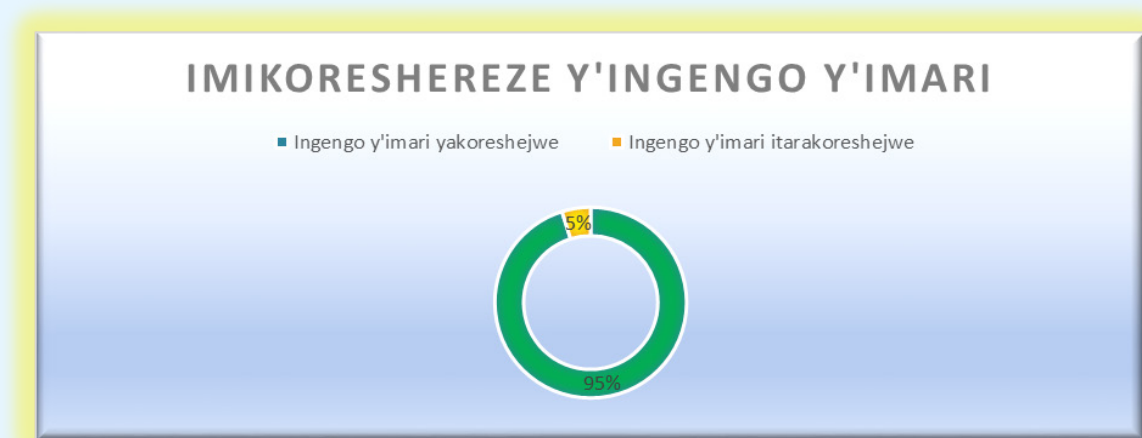 IMIKORESHEREZE Y'INGENGO Y'IMARI
Ingengo y'imari yakoreshejwe Ingengo y'imari itarakoreshejwe
5%
95%